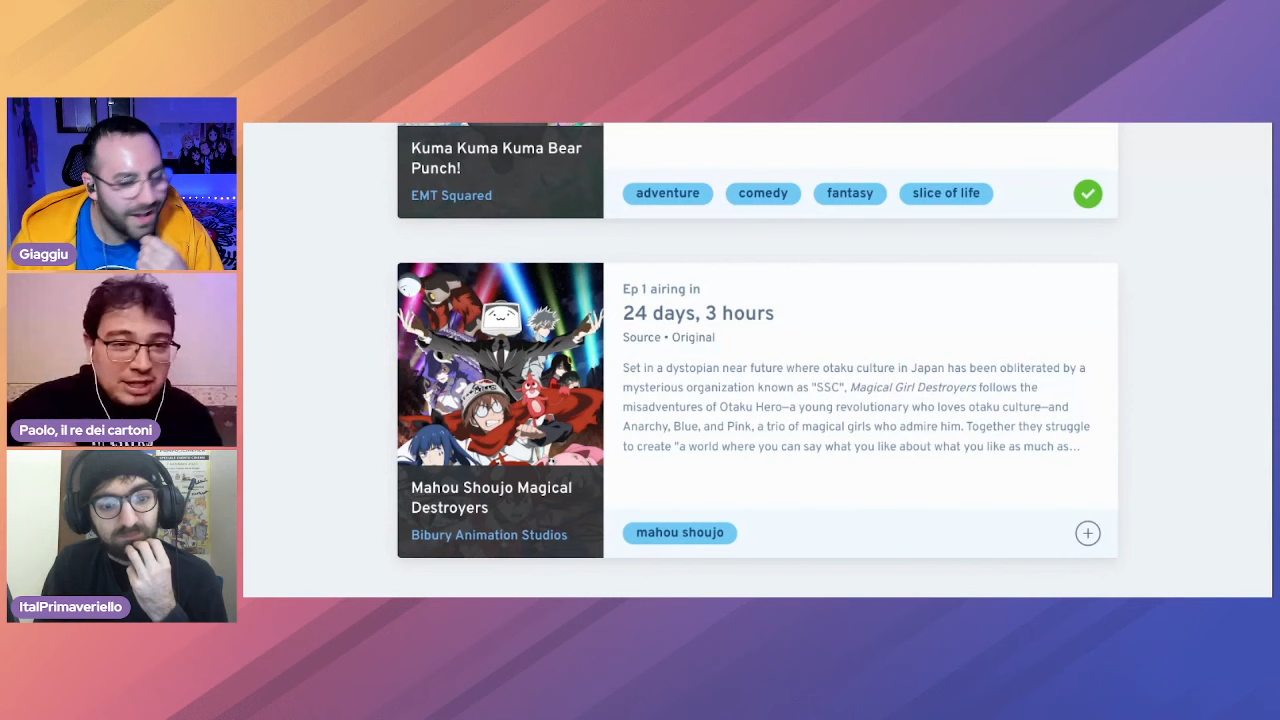 Giaggiu
Paolo, il re dei cartoni
ItalPrimaveriello
Kuma Kuma Kuma Bear
Punch!
EMT Squared
adventure
comedy
fantasy
slice of life
Ep 1 airing in
24 days, 3 hours
Source • Original
Set in a dystopian near future where otaku culture in Japan has been obliterated by a
mysterious organization known as "SSC", Magical Girl Destroyers follows the
misadventures of Otaku Hero—a young revolutionary who loves otaku culture—and
Anarchy, Blue, and Pink, a trio of magical girls who admire him. Together they struggle
to create "a world where you can say what you like about what you like as much as…
Mahou Shoujo Magical
Destroyers
Bibury Animation Studios
mahou shoujo